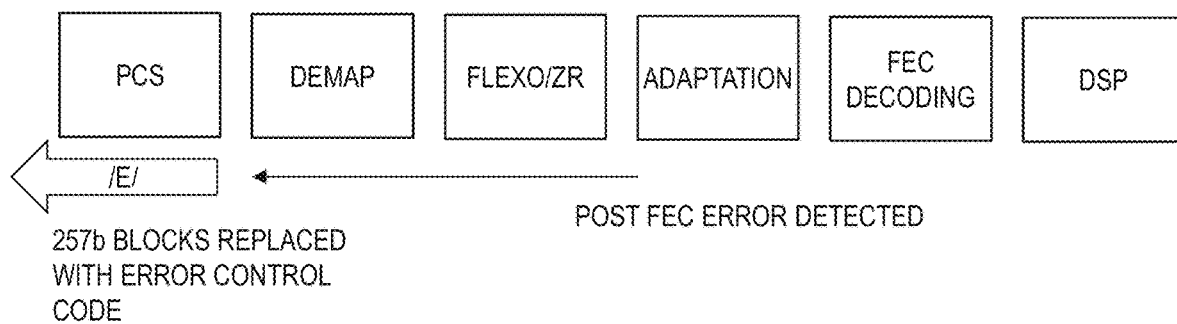 PCS
DEMAP
FLEXO/ZR
ADAPTATION
FEC
DECODING
DSP
/E/
POST FEC ERROR DETECTED
257b BLOCKS REPLACED
WITH ERROR CONTROL
CODE